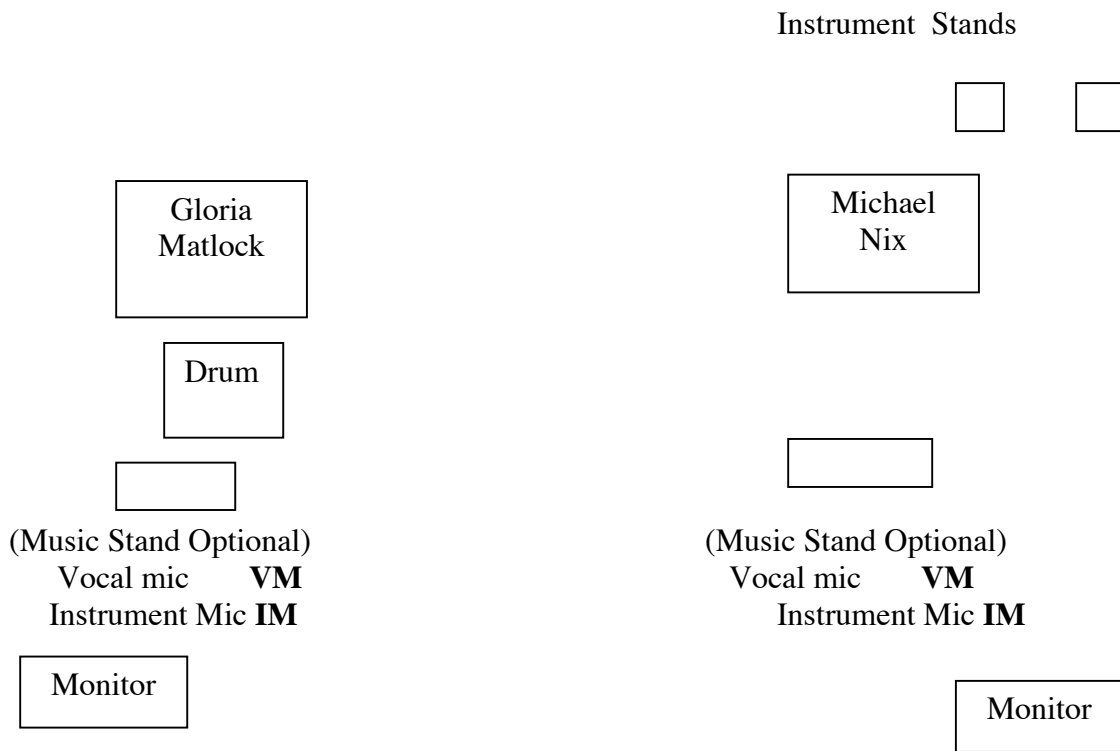 Instrument  Stands
Gloria
Matlock
Michael
Nix
Drum
(Music Stand Optional)
Vocal mic VM
Instrument Mic IM
(Music Stand Optional)
Vocal mic VM
Instrument Mic IM
Monitor
Monitor